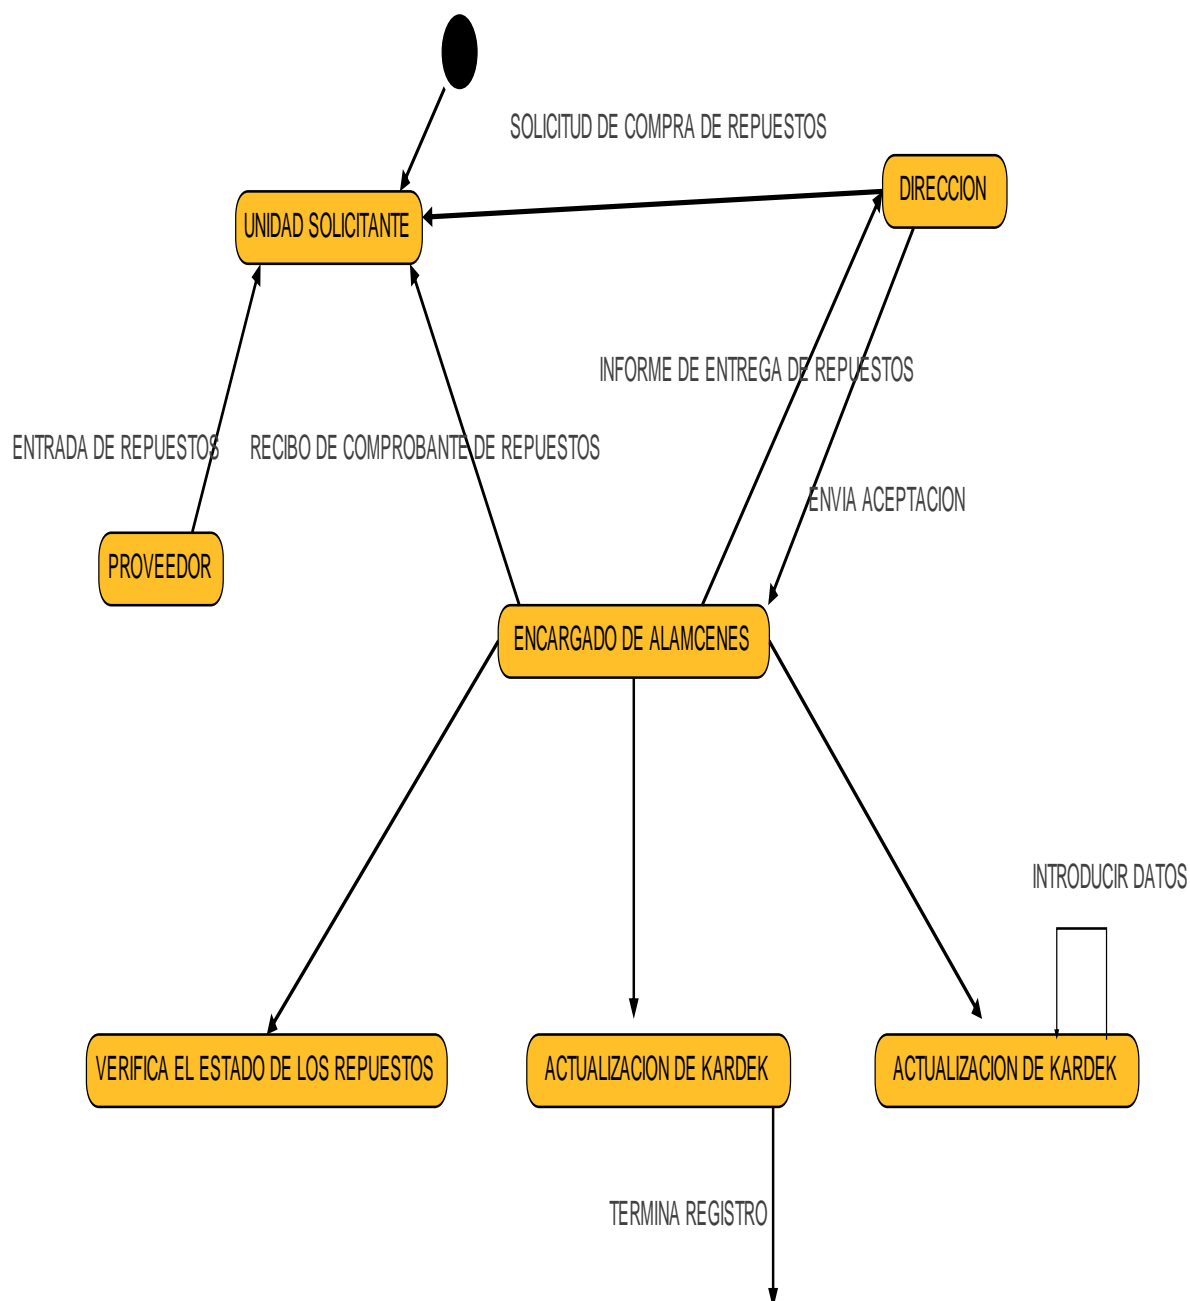 SOLICITUD DE COMPRA DE REPUESTOS
DIRECCION
UNIDAD SOLICITANTE
INFORME DE ENTREGA DE REPUESTOS
ENTRADA DE REPUESTOS
RECIBO DE COMPROBANTE DE REPUESTOS
ENVIA ACEPTACION
PROVEEDOR
ENCARGADO DE ALAMCENES
INTRODUCIR DATOS
VERIFICA EL ESTADO DE LOS REPUESTOS
ACTUALIZACION DE KARDEK
ACTUALIZACION DE KARDEK
TERMINA REGISTRO